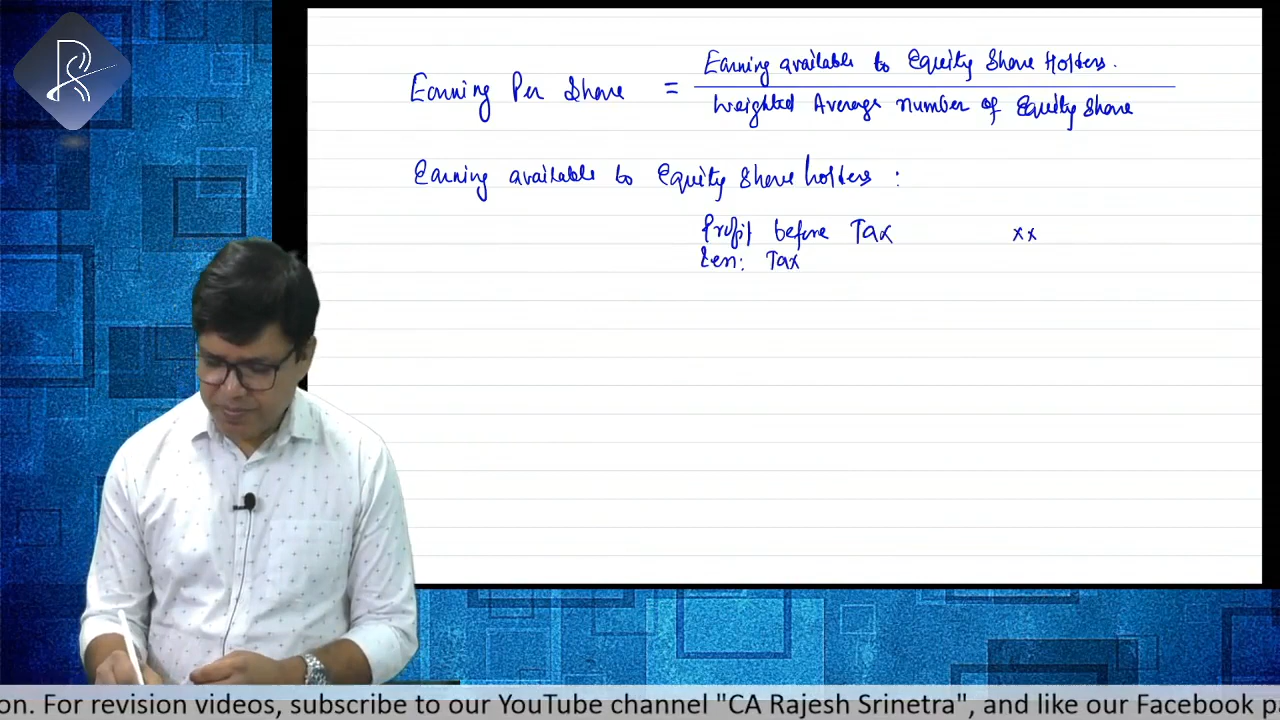 Earning available to Equity Share Holders.
Earning Per Share =
Weighted Average number of Equity Share
Earning available to Equity Share holders :
Profit before Tax xx
Less: Tax
on. For revision videos, subscribe to our YouTube channel "CA Rajesh Srinetra", and like our Facebook pa